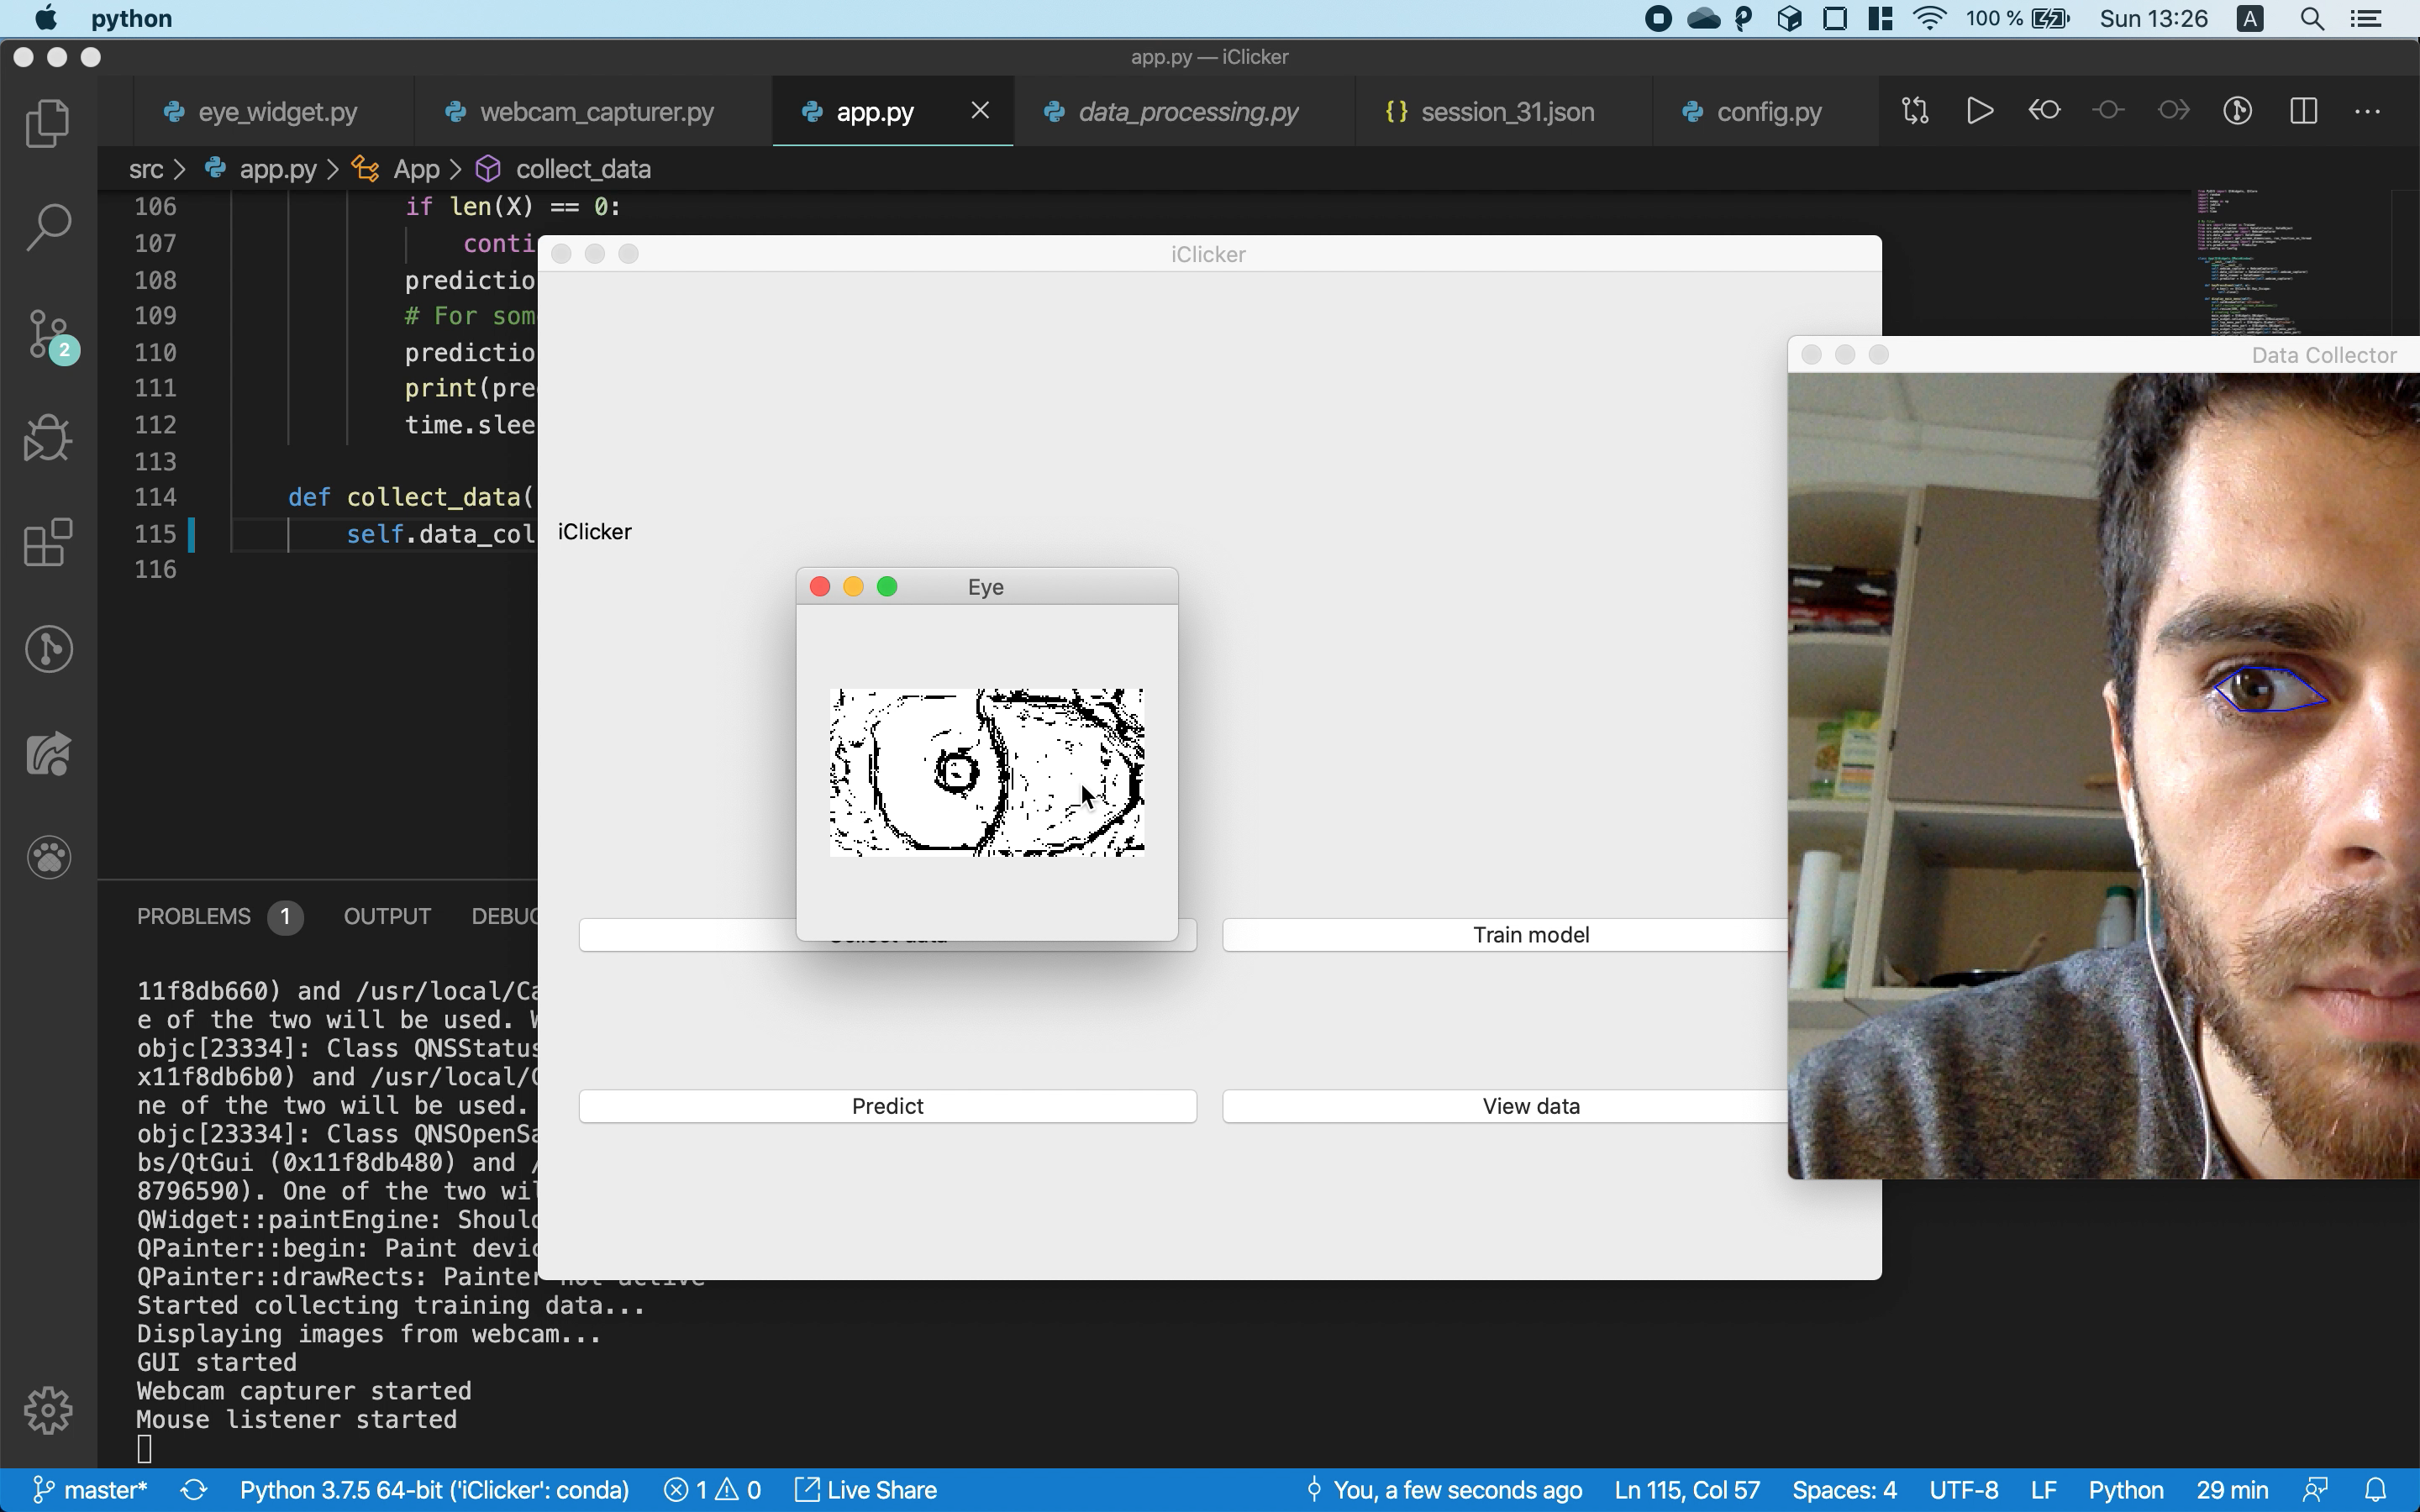 python
100 %
Sun 13:26
A
app.py — iClicker
eye_widget.py
webcam_capturer.py
app.py
data_processing.py
{} session_31.json
config.py
src > app.py > App > collect_data
106 if len(X) == 0:
107 conti
108 predictio
109 # For som
110 predictio
111 print(pre
112 time.slee
113
114 def collect_data(
115 self.data_col
116
2
iClicker
iClicker
Eye
Train model
Predict
View data
Data Collector
PROBLEMS 1 OUTPUT DEBUG
11f8db660) and /usr/local/Ca
e of the two will be used. W
objc[23334]: Class QNSStatus
x11f8db6b0) and /usr/local/C
ne of the two will be used.
objc[23334]: Class QNSOpenSa
bs/QtGui (0x11f8db480) and /
8796590). One of the two wil
QWidget::paintEngine: Should
QPainter::begin: Paint devic
QPainter::drawRects: Painter not active
Started collecting training data...
Displaying images from webcam...
GUI started
Webcam capturer started
Mouse listener started
master* Python 3.7.5 64-bit ('iClicker': conda) 1 0 Live Share You, a few seconds ago Ln 115, Col 57 Spaces: 4 UTF-8 LF Python 29 min